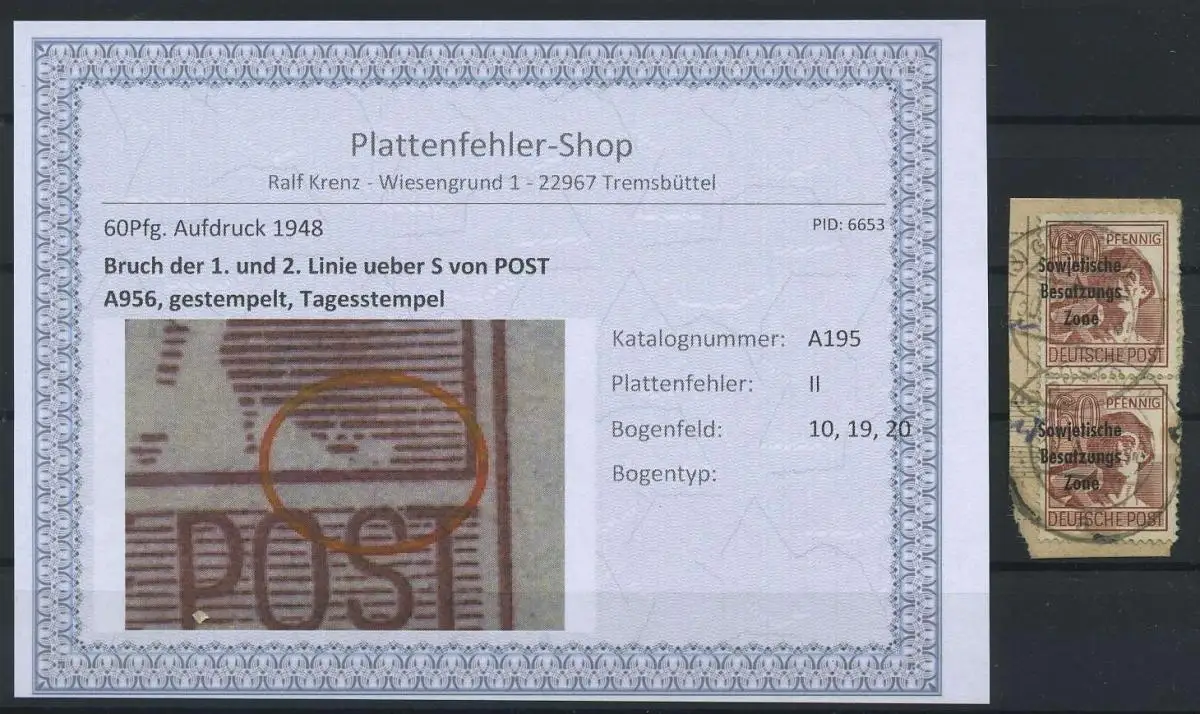 Plattenfehler-Shop
Ralf Krenz - Wiesengrund 1 - 22967 Tremsbüttel
60Pfg. Aufdruck 1948
PID: 6653
Bruch der 1. und 2. Linie ueber S von POST
A956, gestempelt, Tagesstempel
Katalognummer: A195
Plattenfehler: II
Bogenfeld: 10, 19, 20
Bogentyp:
POST
60 PFENNIG
Sowjetische
Besatzungs
Zone
DEUTSCHE POST
60 PFENNIG
Sowjetische
Besatzungs
Zone
DEUTSCHE POST